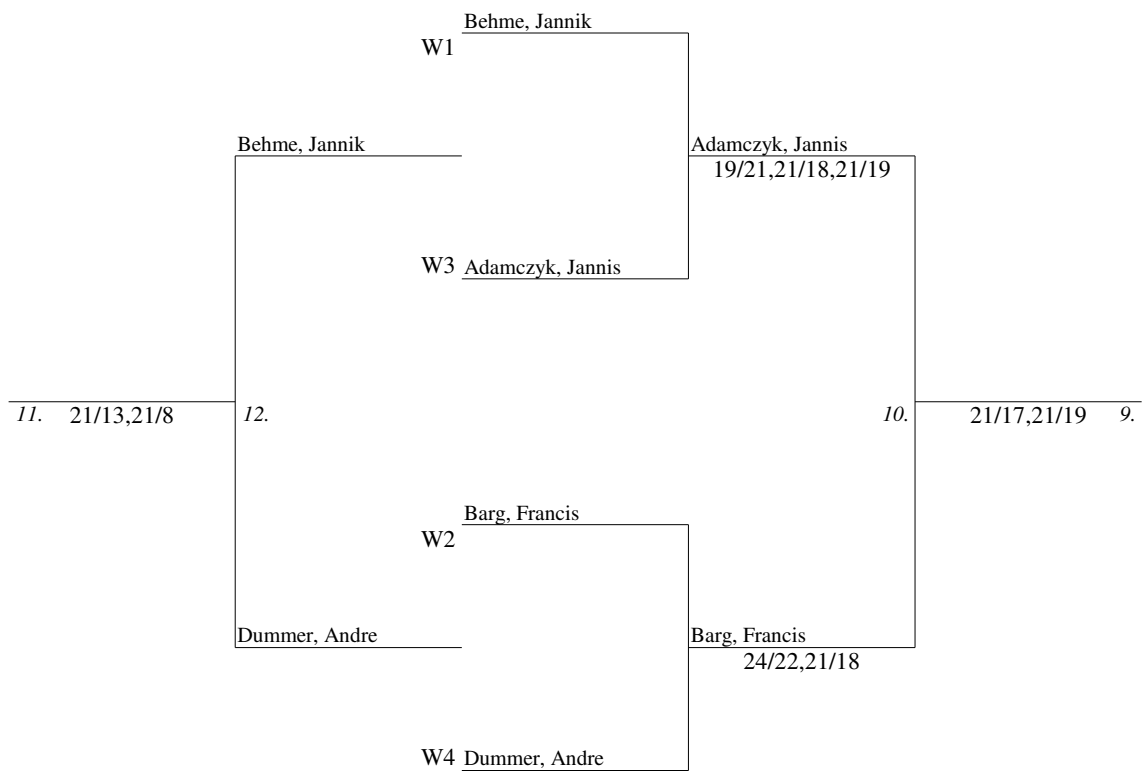 Behme, Jannik
W1
Behme, Jannik
Adamczyk, Jannis
19/21,21/18,21/19
W3 Adamczyk, Jannis
11. 21/13,21/8 12. 10. 21/17,21/19 9.
Barg, Francis
W2
Dummer, Andre
Barg, Francis
24/22,21/18
W4 Dummer, Andre